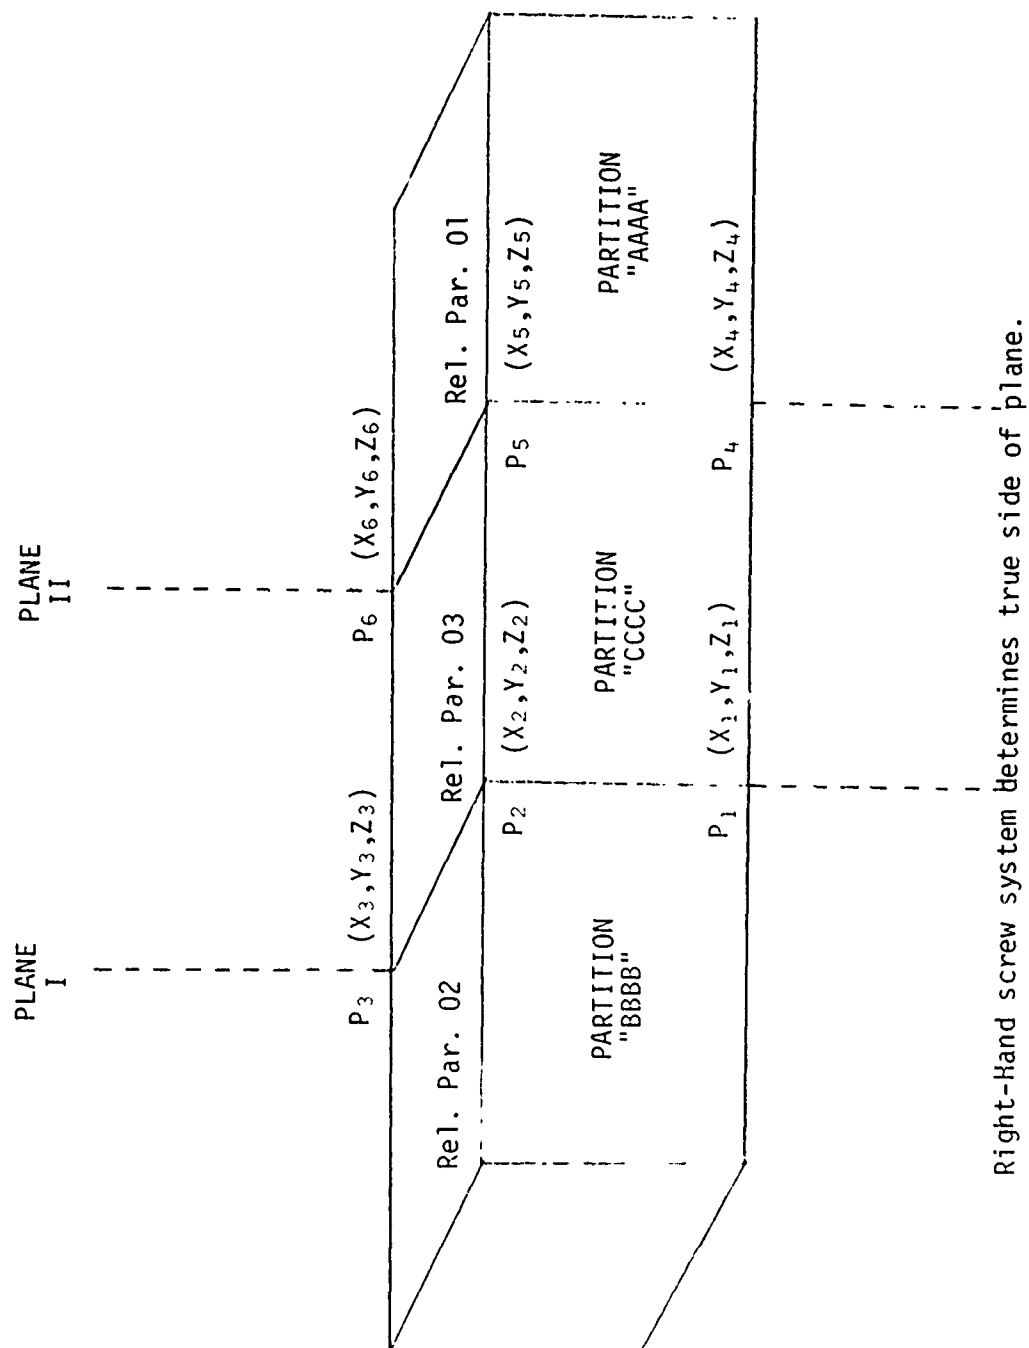 PLANE
I
PLANE
II
P3 (X3,Y3,Z3)
P6 (X6,Y6,Z6)
Rel. Par. 02
Rel. Par. 03
Rel. Par. 01
P2 (X2,Y2,Z2)
P5 (X5,Y5,Z5)
PARTITION
"BBBB"
PARTITION
"CCCC"
PARTITION
"AAAA"
P1 (X1,Y1,Z1)
P4 (X4,Y4,Z4)
Right-Hand screw system determines true side of plane.